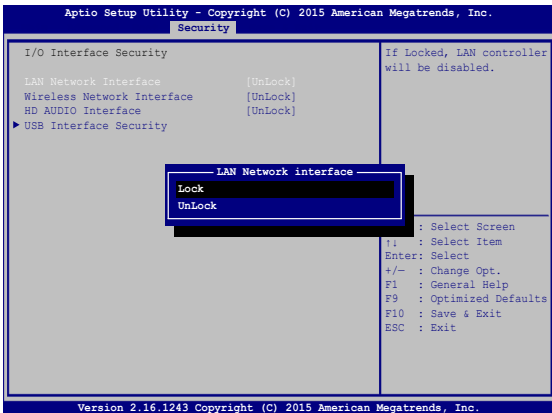 Aptio Setup Utility - Copyright (C) 2015 American Megatrends, Inc.
Security
I/O Interface Security
LAN Network Interface [UnLock]
Wireless Network Interface [UnLock]
HD AUDIO Interface [UnLock]
USB Interface Security
If Locked, LAN controller
will be disabled.
LAN Network interface
Lock
UnLock
: Select Screen
↑↓ : Select Item
Enter: Select
+/— : Change Opt.
F1 : General Help
F9 : Optimized Defaults
F10 : Save & Exit
ESC : Exit
Version 2.16.1243 Copyright (C) 2015 American Megatrends, Inc.